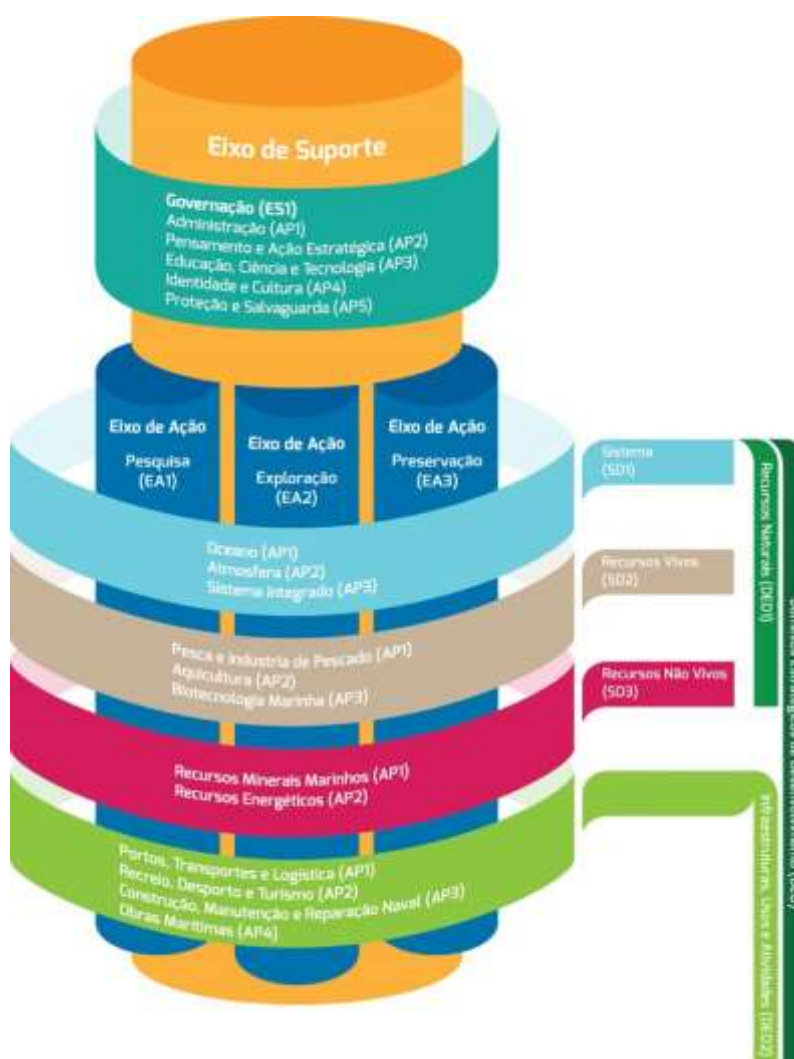 Eixo de Suporte
Governação (ES1)
Administração (AP1)
Pensamento e Ação Estratégica (AP2)
Educação, Ciência e Tecnologia (AP3)
Identidade e Cultura (AP4)
Proteção e Salvaguarda (AP5)
Eixo de Ação
Pesquisa
(EA1)
Eixo de Ação
Exploração
(EA2)
Eixo de Ação
Preservação
(EA3)
Oceano (AP1)
Atmosfera (AP2)
Sistema Integrado (AP3)
Pesca e Indústria de Pescado (AP1)
Aquicultura (AP2)
Biotecnologia Marinha (AP3)
Recursos Minerais Marinhos (AP1)
Recursos Energéticos (AP2)
Portos, Transportes e Logística (AP1)
Recreio, Desporto e Turismo (AP2)
Construção, Manutenção e Reparação Naval (AP3)
Obras Marítimas (AP4)
Sistema
(SD1)
Recursos Vivos
(SD2)
Recursos Não Vivos
(SD3)
Recursos Naturais (DED1)
Infraestruturas, Usos e Atividades (DED2)